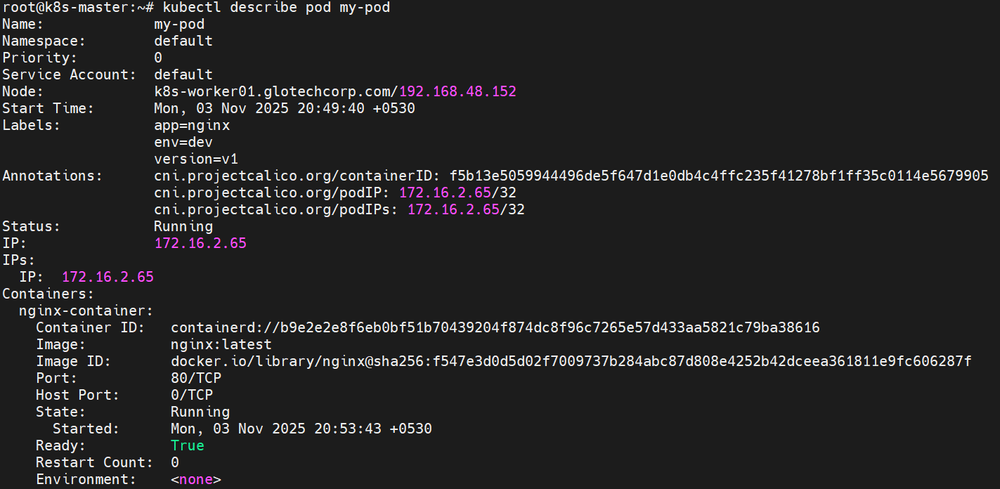 root@k8s-master:~# kubectl describe pod my-pod
Name:             my-pod
Namespace:        default
Priority:         0
Service Account:  default
Node:             k8s-worker01.glotechcorp.com/192.168.48.152
Start Time:       Mon, 03 Nov 2025 20:49:40 +0530
Labels:           app=nginx
                  env=dev
                  version=v1
Annotations:      cni.projectcalico.org/containerID: f5b13e5059944496de5f647d1e0db4c4ffc235f41278bf1ff35c0114e5679905
                  cni.projectcalico.org/podIP: 172.16.2.65/32
                  cni.projectcalico.org/podIPs: 172.16.2.65/32
Status:           Running
IP:               172.16.2.65
IPs:
  IP:  172.16.2.65
Containers:
  nginx-container:
    Container ID:   containerd://b9e2e2e8f6eb0bf51b70439204f874dc8f96c7265e57d433aa5821c79ba38616
    Image:          nginx:latest
    Image ID:       docker.io/library/nginx@sha256:f547e3d0d5d02f7009737b284abc87d808e4252b42dceea361811e9fc606287f
    Port:           80/TCP
    Host Port:      0/TCP
    State:          Running
      Started:      Mon, 03 Nov 2025 20:53:43 +0530
    Ready:          True
    Restart Count:  0
    Environment:    <none>